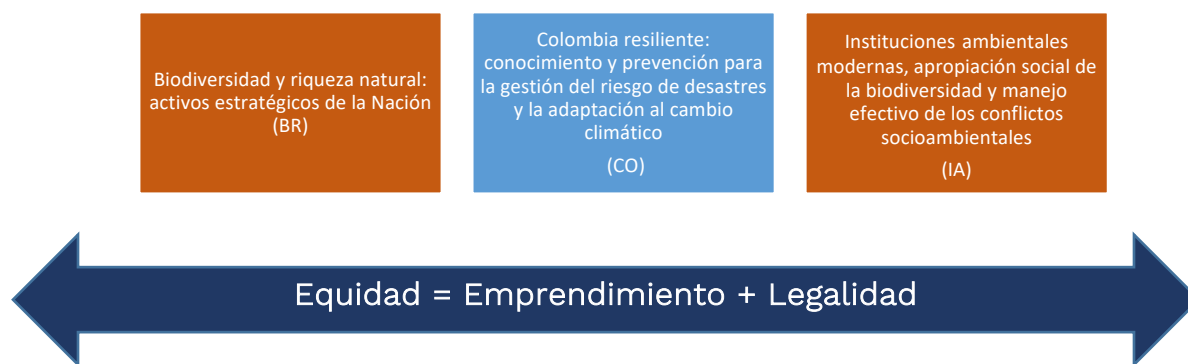 Biodiversidad y riqueza natural:
activos estratégicos de la Nación
(BR)
Colombia resiliente:
conocimiento y prevención para
la gestión del riesgo de desastres
y la adaptación al cambio
climático
(CO)
Instituciones ambientales
modernas, apropiación social de
la biodiversidad y manejo
efectivo de los conflictos
socioambientales
(IA)
Equidad = Emprendimiento + Legalidad